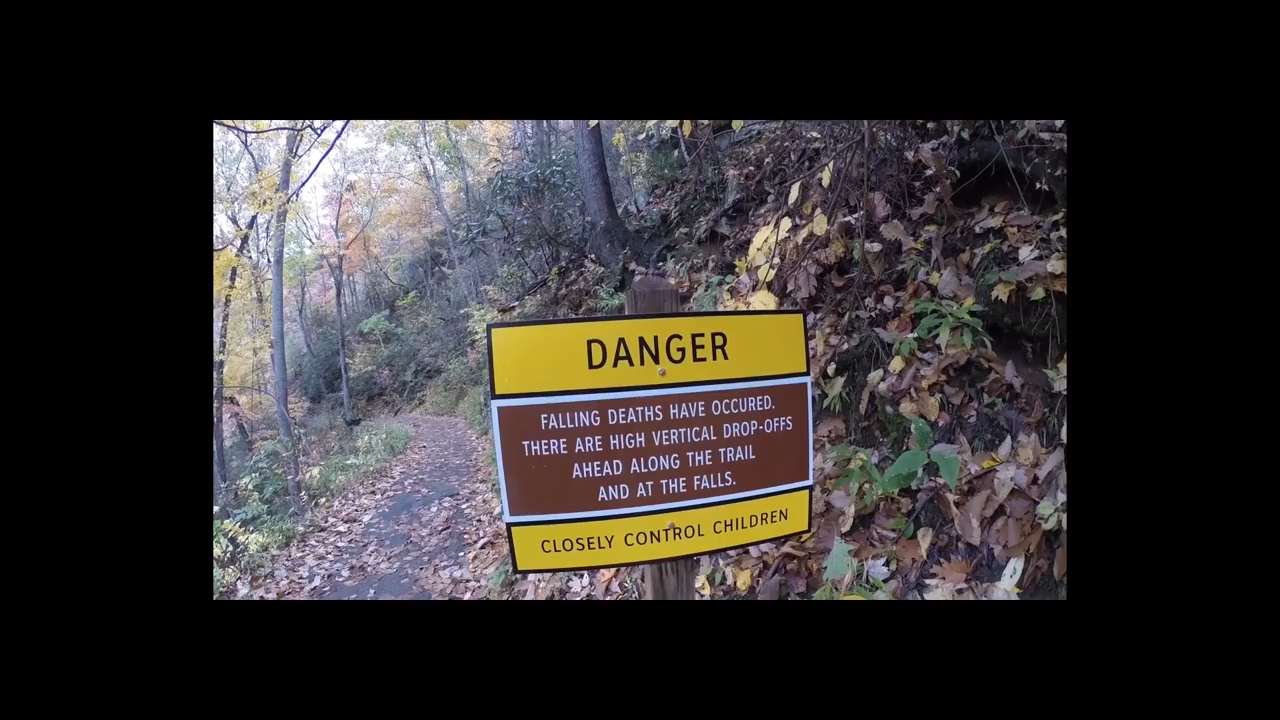 DANGER
FALLING DEATHS HAVE OCCURED.
THERE ARE HIGH VERTICAL DROP-OFFS
AHEAD ALONG THE TRAIL
AND AT THE FALLS.
CLOSELY CONTROL CHILDREN